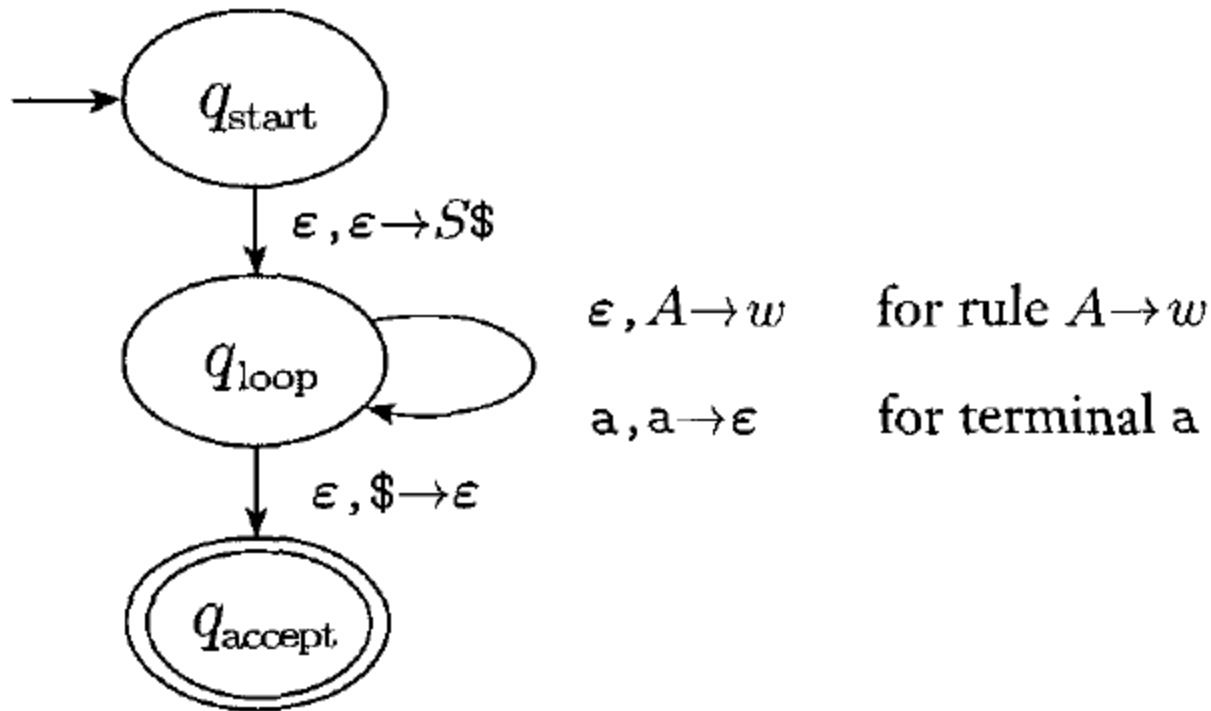 q_start
ε,ε→S$
q_loop
ε,A→w for rule A→w
a,a→ε for terminal a
ε,$→ε
q_accept